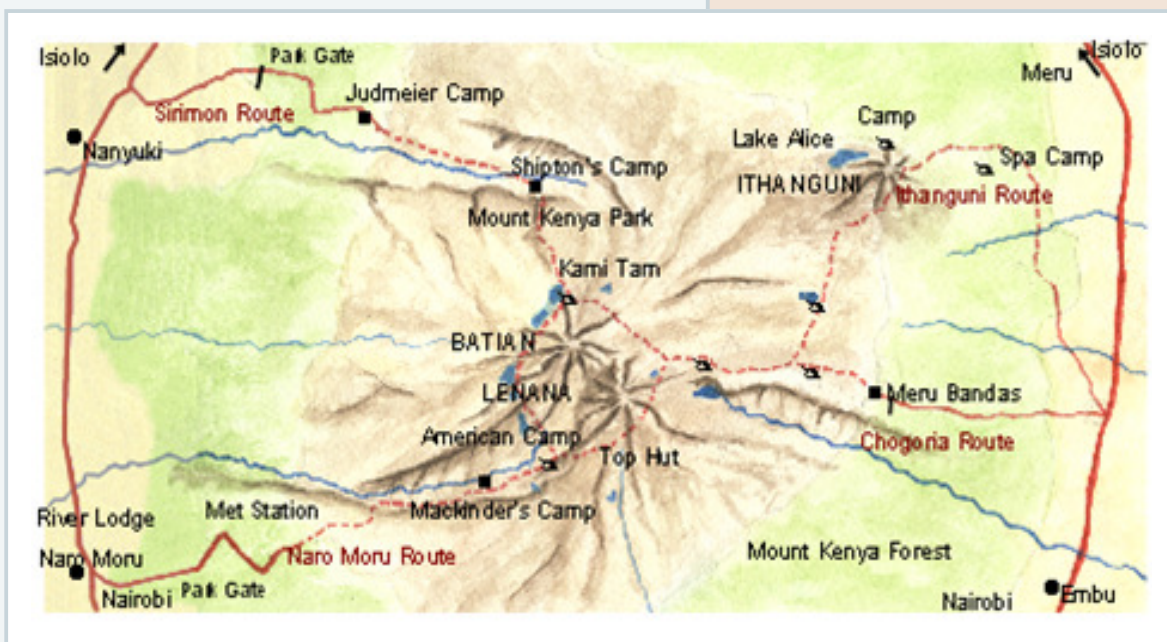 Isiolo
Park Gate
Judmeier Camp
Sirimon Route
Nanyuki
Shipton's Camp
Mount Kenya Park
Kami Tarn
BATIAN
LENANA
American Camp
Top Hut
Mackinder's Camp
Met Station
River Lodge
Naro Moru
Naro Moru Route
Park Gate
Nairobi
Isiolo
Meru
Camp
Lake Alice
Spa Camp
ITHANGUNI
Ithanguni Route
Meru Bandas
Chogoria Route
Mount Kenya Forest
Nairobi
Embu